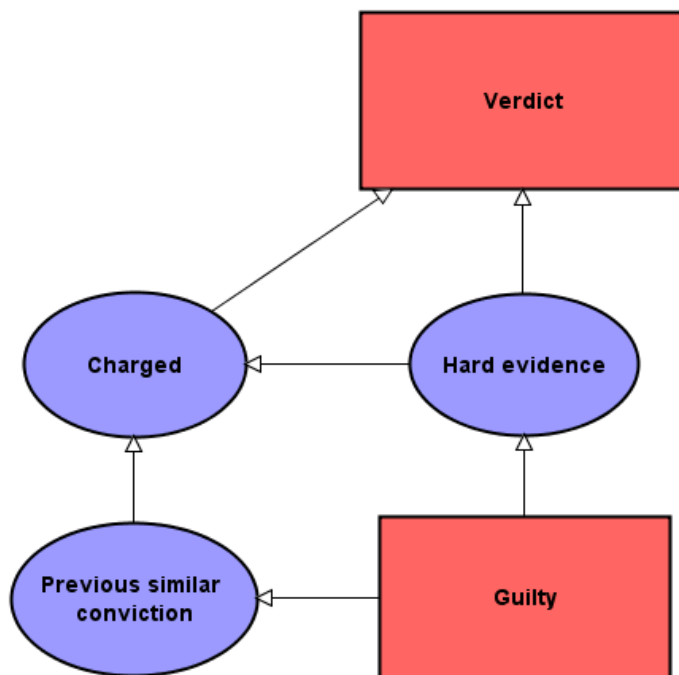 Verdict
Charged
Hard evidence
Previous similar
conviction
Guilty